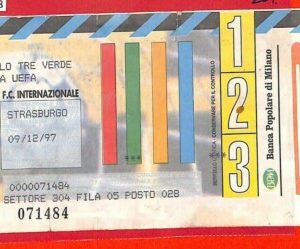 LO TRE VERDE
A UEFA
F.C. INTERNAZIONALE
STRASBURGO
09/12/97
0000071484
SETTORE 304 FILA 05 POSTO 028
071484
1
2
3
Banca Popolare di Milano